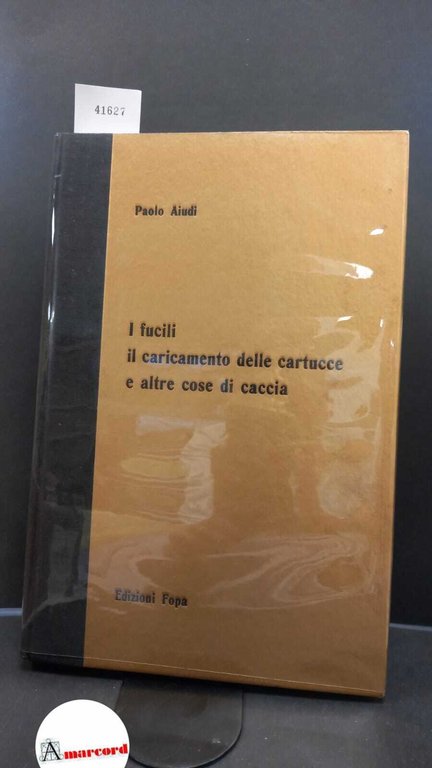 41627
Paolo Aiudi
I fucili
il caricamento delle cartucce
e altre cose di caccia
Edizioni Fopa
Amarcord